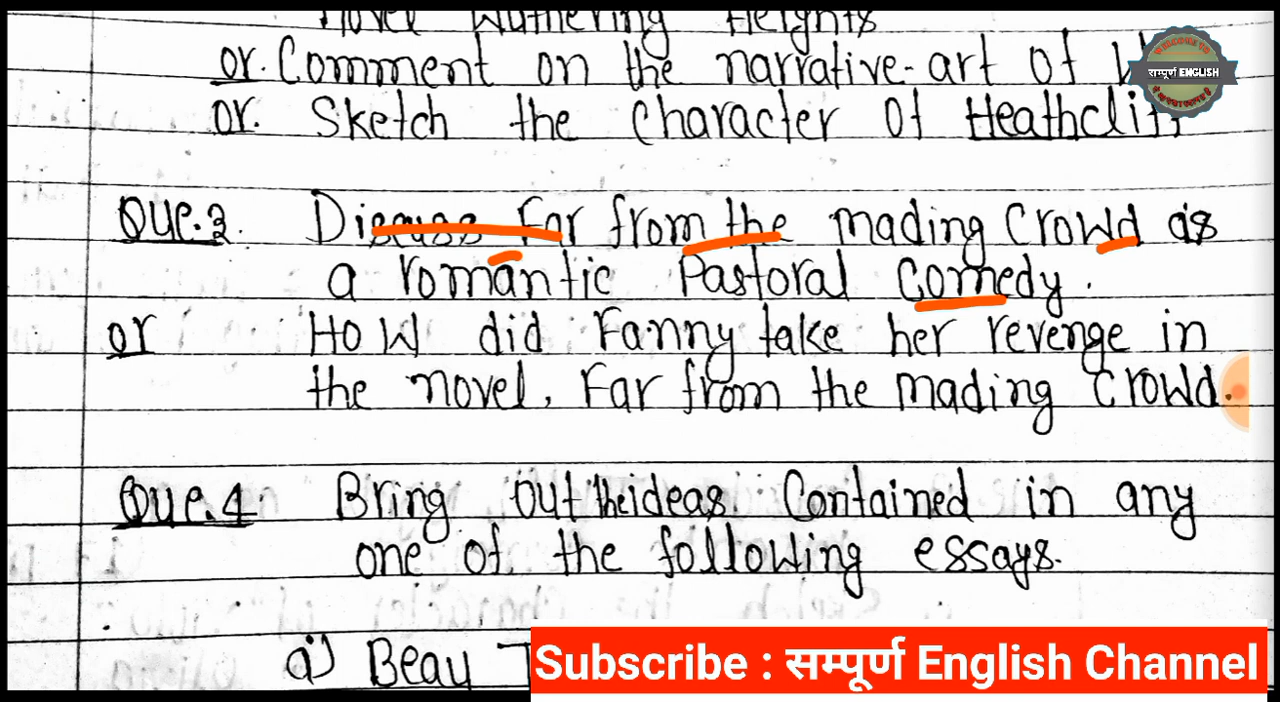 Novel Wuthering Heights
or. Comment on the narrative-art of
WELCOME TO
सम्पूर्ण ENGLISH
or. Sketch the character of Heathcliff
Que.3. Discuss Far from the mading Crowd as
a romantic Pastoral Comedy.
or How did Fanny take her revenge in
the novel, Far from the mading Crowd.
Que.4. Bring out the ideas Contained in any
one of the following essays.
a) Beau
Subscribe : सम्पूर्ण English Channel